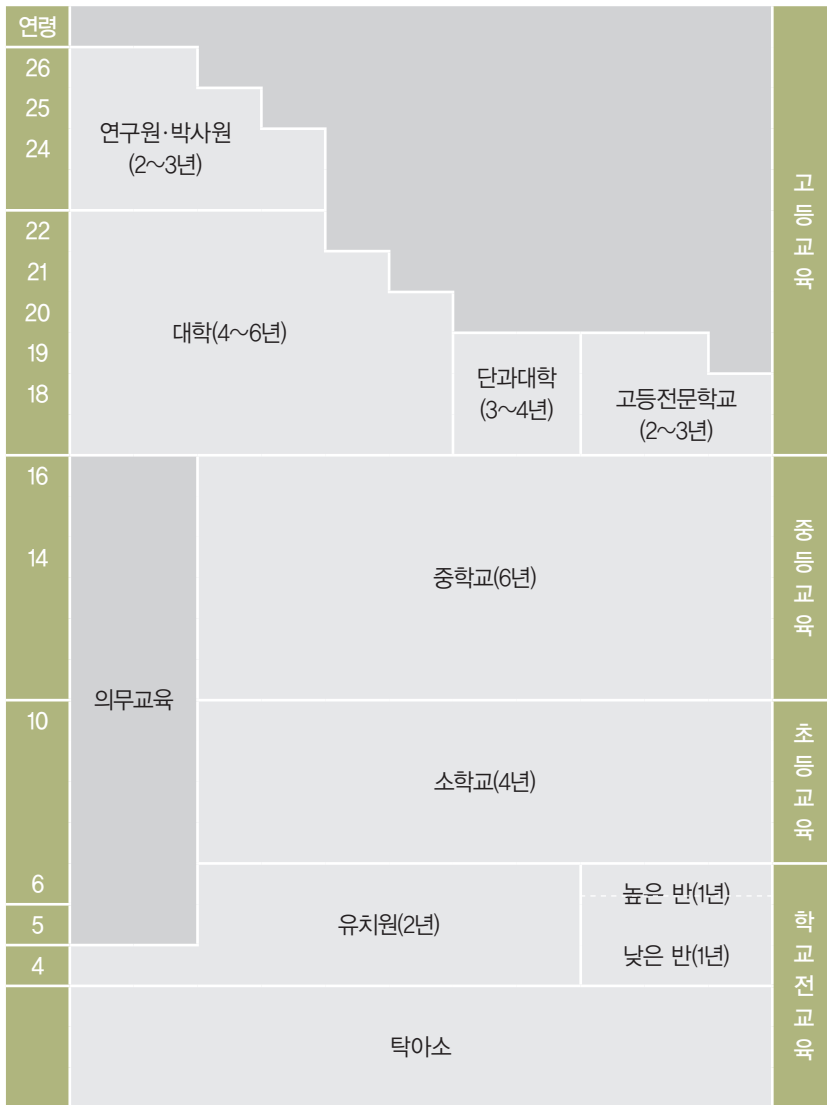 연령
26
25
24
22
21
20
19
18
16
14
10
6
5
4
연구원·박사원
(2～3년)
대학(4～6년)
단과대학
(3～4년)
고등전문학교
(2～3년)
의무교육
중학교(6년)
소학교(4년)
유치원(2년)
높은 반(1년)
낮은 반(1년)
탁아소
고등교육
중등교육
초등교육
학교전교육